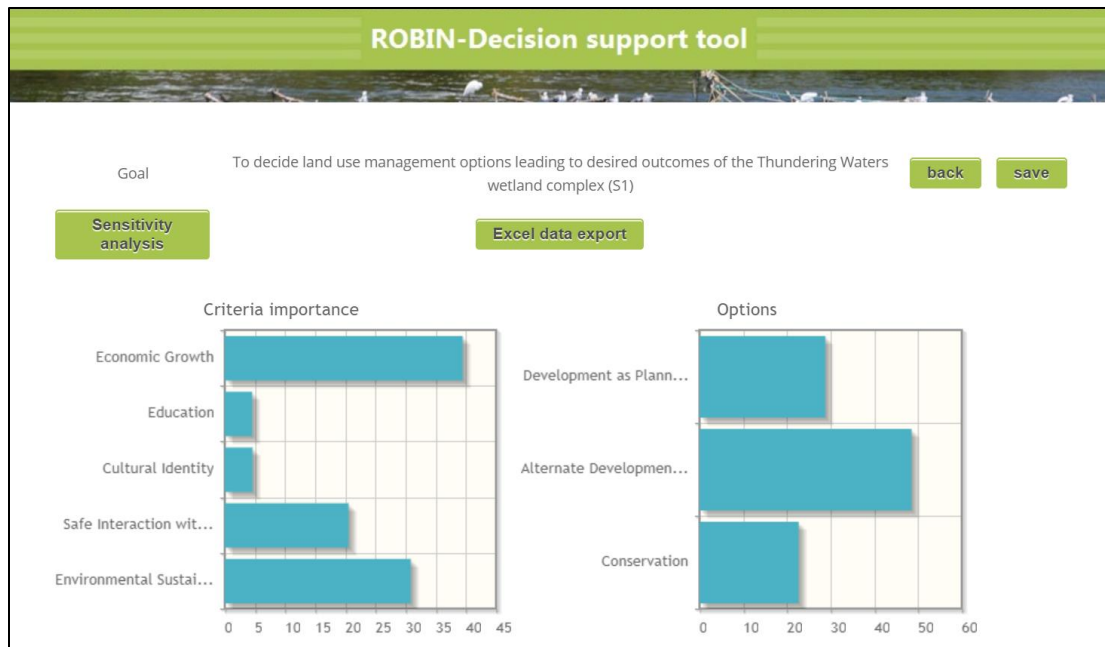 ROBIN-Decision support tool
Goal
To decide land use management options leading to desired outcomes of the Thundering Waters
wetland complex (S1)
back
save
Sensitivity
analysis
Excel data export
Criteria importance
Economic Growth
Education
Cultural Identity
Safe Interaction wit...
Environmental Sustai...
0 5 10 15 20 25 30 35 40 45
Options
Development as Plann...
Alternate Developmen...
Conservation
0 10 20 30 40 50 60